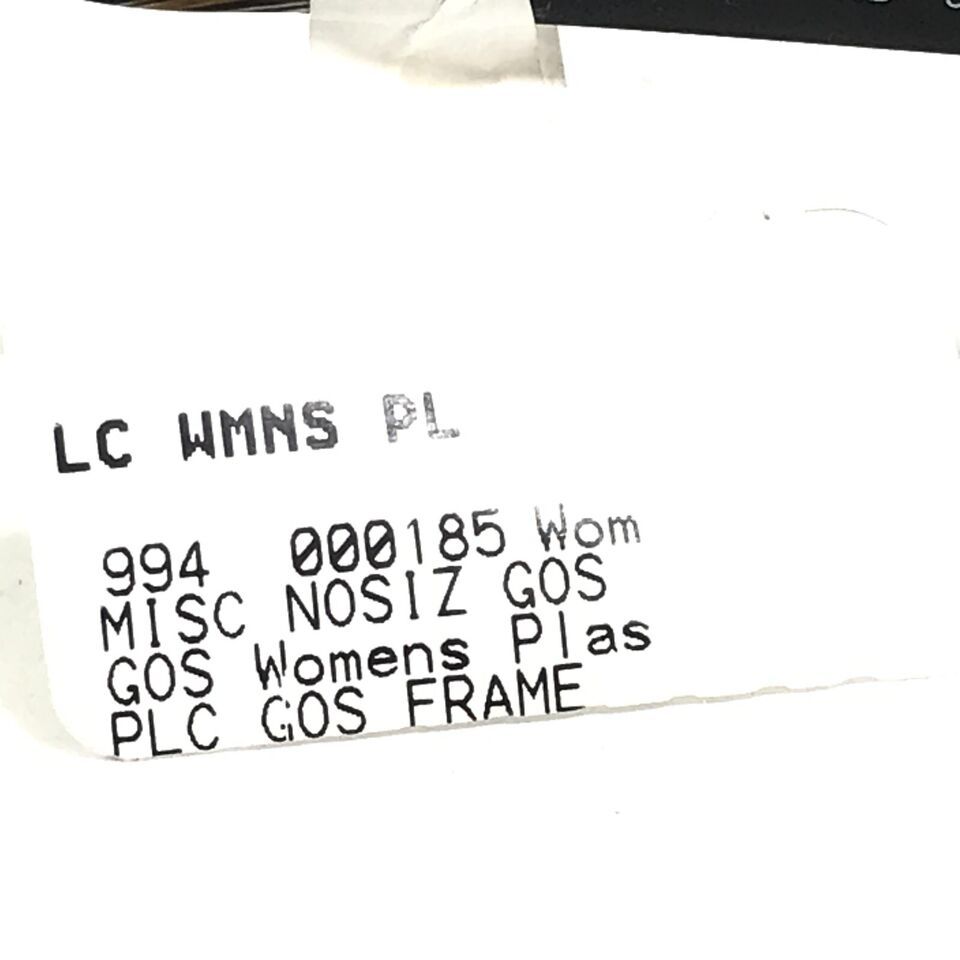 LC WMNS PL
994 000185 Wom
MISC NOSIZ GOS
GOS Womens Plas
PLC GOS FRAME